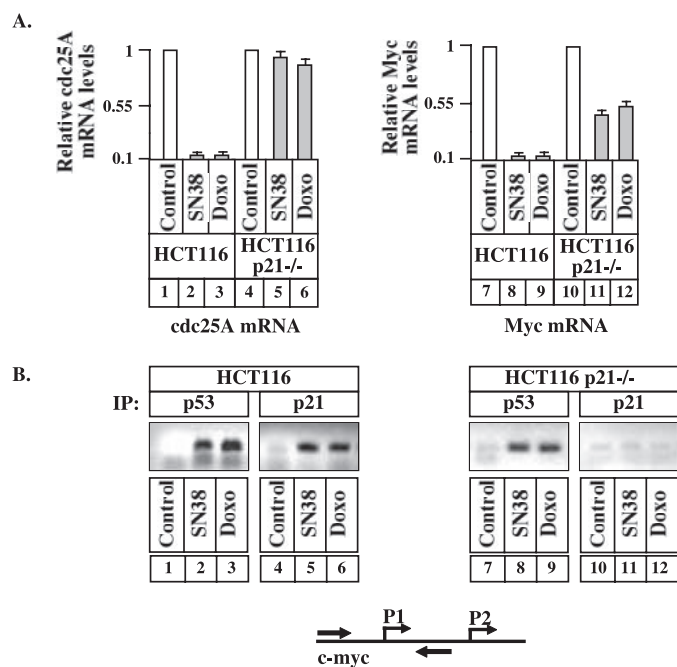 A.
Relative cdc25A
mRNA levels
1
0.55
0.1
Control
SN38
Doxo
Control
SN38
Doxo
HCT116
HCT116
p21-/-
1 2 3 4 5 6
cdc25A mRNA
Relative Myc
mRNA levels
1
0.55
0.1
Control
SN38
Doxo
Control
SN38
Doxo
HCT116
HCT116
p21-/-
7 8 9 10 11 12
Myc mRNA
B.
HCT116
HCT116 p21-/-
IP:
p53
p21
p53
p21
Control
SN38
Doxo
Control
SN38
Doxo
Control
SN38
Doxo
Control
SN38
Doxo
1 2 3
4 5 6
7 8 9
10 11 12
P1
P2
c-myc